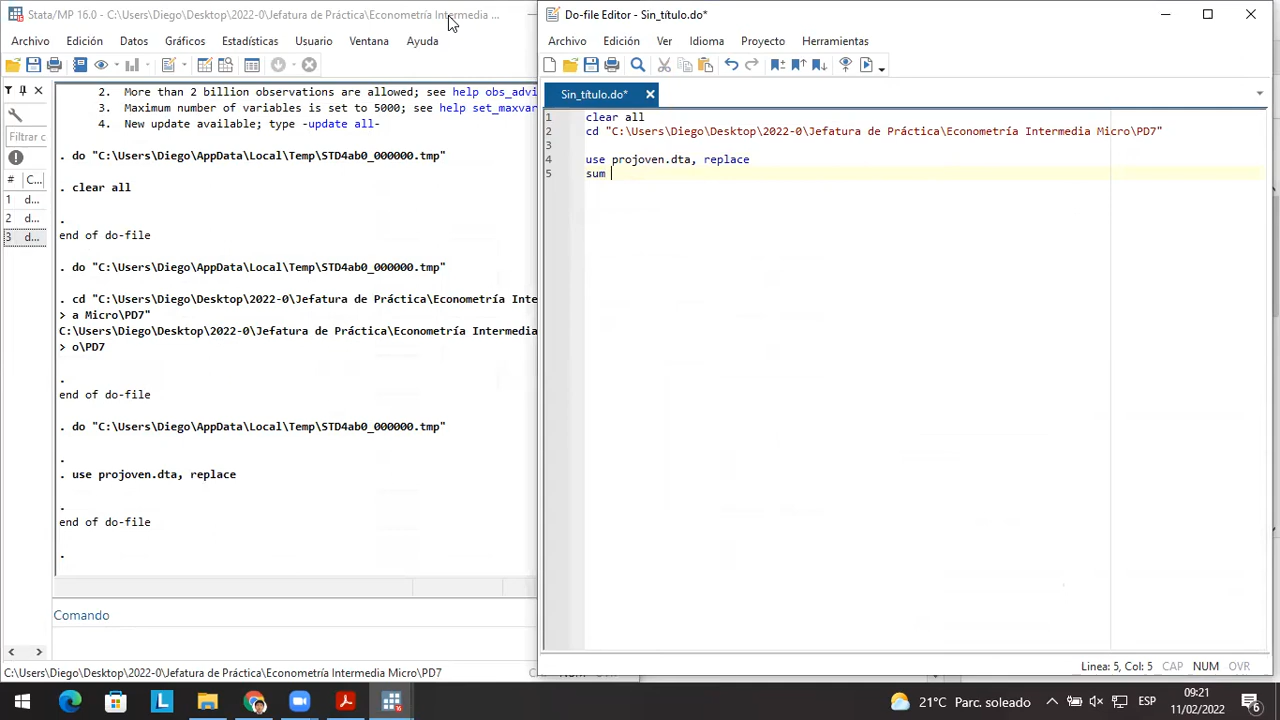 Stata/MP 16.0 - C:\Users\Diego\Desktop\2022-0\Jefatura de Práctica\Econometría Intermedia ...
Archivo Edición Datos Gráficos Estadísticas
Usuario Ventana Ayuda
Filtrar c
# C...
1 d...
2 d...
3 d...
2. More than 2 billion observations are allowed; see help obs_advi
3. Maximum number of variables is set to 5000; see help set_maxvar
4. New update available; type -update all-
. do "C:\Users\Diego\AppData\Local\Temp\STD4ab0_000000.tmp"
. clear all
.
end of do-file
. do "C:\Users\Diego\AppData\Local\Temp\STD4ab0_000000.tmp"
. cd "C:\Users\Diego\Desktop\2022-0\Jefatura de Práctica\Econometría Inte
> a Micro\PD7"
C:\Users\Diego\Desktop\2022-0\Jefatura de Práctica\Econometría Intermedia
> o\PD7
.
end of do-file
. do "C:\Users\Diego\AppData\Local\Temp\STD4ab0_000000.tmp"
.
. use projoven.dta, replace
.
end of do-file
.
Comando
C:\Users\Diego\Desktop\2022-0\Jefatura de Práctica\Econometría Intermedia Micro\PD7
Do-file Editor - Sin_título.do*
Archivo Edición Ver Idioma Proyecto Herramientas
Sin_título.do*
1 clear all
2 cd "C:\Users\Diego\Desktop\2022-0\Jefatura de Práctica\Econometría Intermedia Micro\PD7"
3
4 use projoven.dta, replace
5 sum
Linea: 5, Col: 5 CAP NUM OVR
21°C Parc. soleado
ESP
09:21
11/02/2022
6